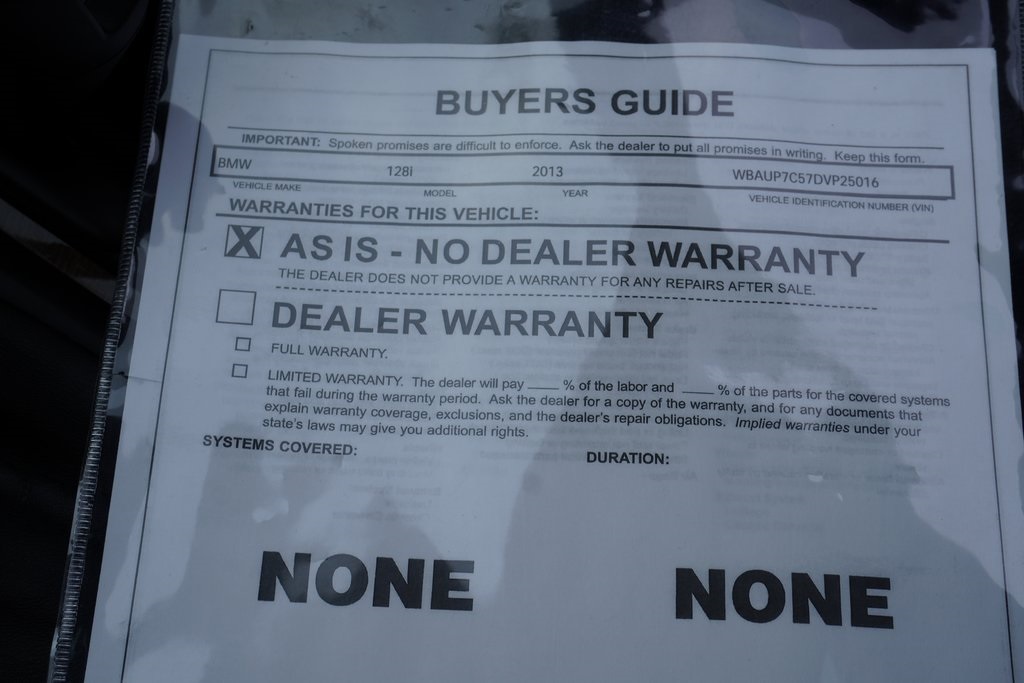 BUYERS GUIDE
IMPORTANT: Spoken promises are difficult to enforce. Ask the dealer to put all promises in writing. Keep this form.
BMW 128I 2013 WBAUP7C57DVP25016
VEHICLE MAKE MODEL YEAR VEHICLE IDENTIFICATION NUMBER (VIN)
WARRANTIES FOR THIS VEHICLE:
X AS IS - NO DEALER WARRANTY
THE DEALER DOES NOT PROVIDE A WARRANTY FOR ANY REPAIRS AFTER SALE.
DEALER WARRANTY
FULL WARRANTY.
LIMITED WARRANTY. The dealer will pay ____ % of the labor and ____ % of the parts for the covered systems
that fail during the warranty period. Ask the dealer for a copy of the warranty, and for any documents that
explain warranty coverage, exclusions, and the dealer's repair obligations. Implied warranties under your
state's laws may give you additional rights.
SYSTEMS COVERED: DURATION:
NONE NONE